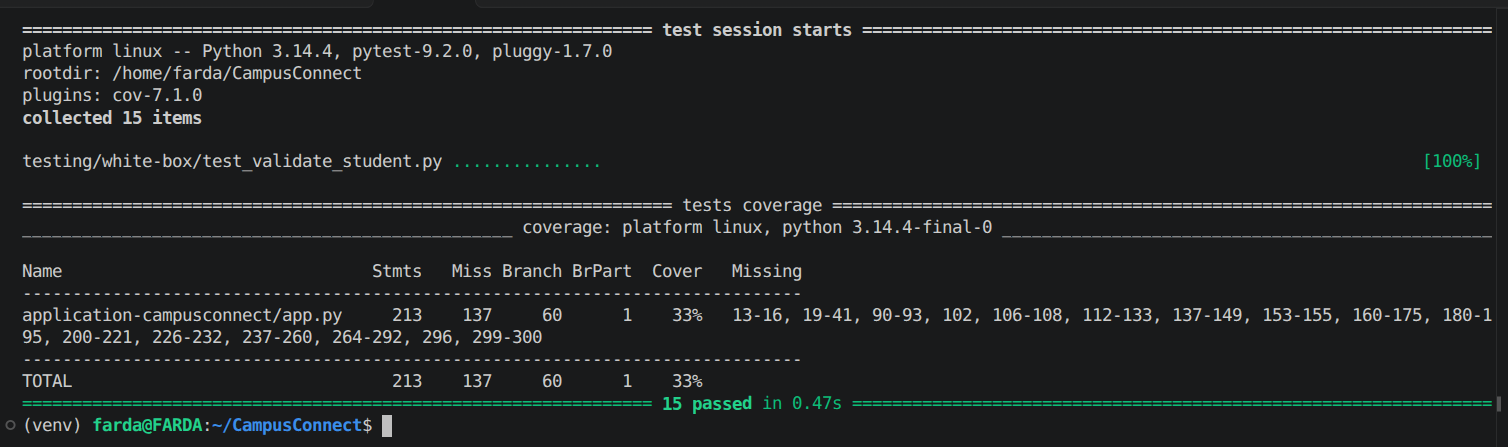 =============================================================== test session starts ===============================================================
platform linux -- Python 3.14.4, pytest-9.2.0, pluggy-1.7.0
rootdir: /home/farda/CampusConnect
plugins: cov-7.1.0
collected 15 items
testing/white-box/test_validate_student.py ............... [100%]
================================================================= tests coverage ==================================================================
_________________________________________________ coverage: platform linux, python 3.14.4-final-0 _________________________________________________
Name                               Stmts   Miss Branch BrPart  Cover   Missing
------------------------------------------------------------------------------
application-campusconnect/app.py     213    137     60      1    33%   13-16, 19-41, 90-93, 102, 106-108, 112-133, 137-149, 153-155, 160-175, 180-1
95, 200-221, 226-232, 237-260, 264-292, 296, 299-300
------------------------------------------------------------------------------
TOTAL                                213    137     60      1    33%
=============================================================== 15 passed in 0.47s ================================================================
(venv) farda@FARDA:~/CampusConnect$